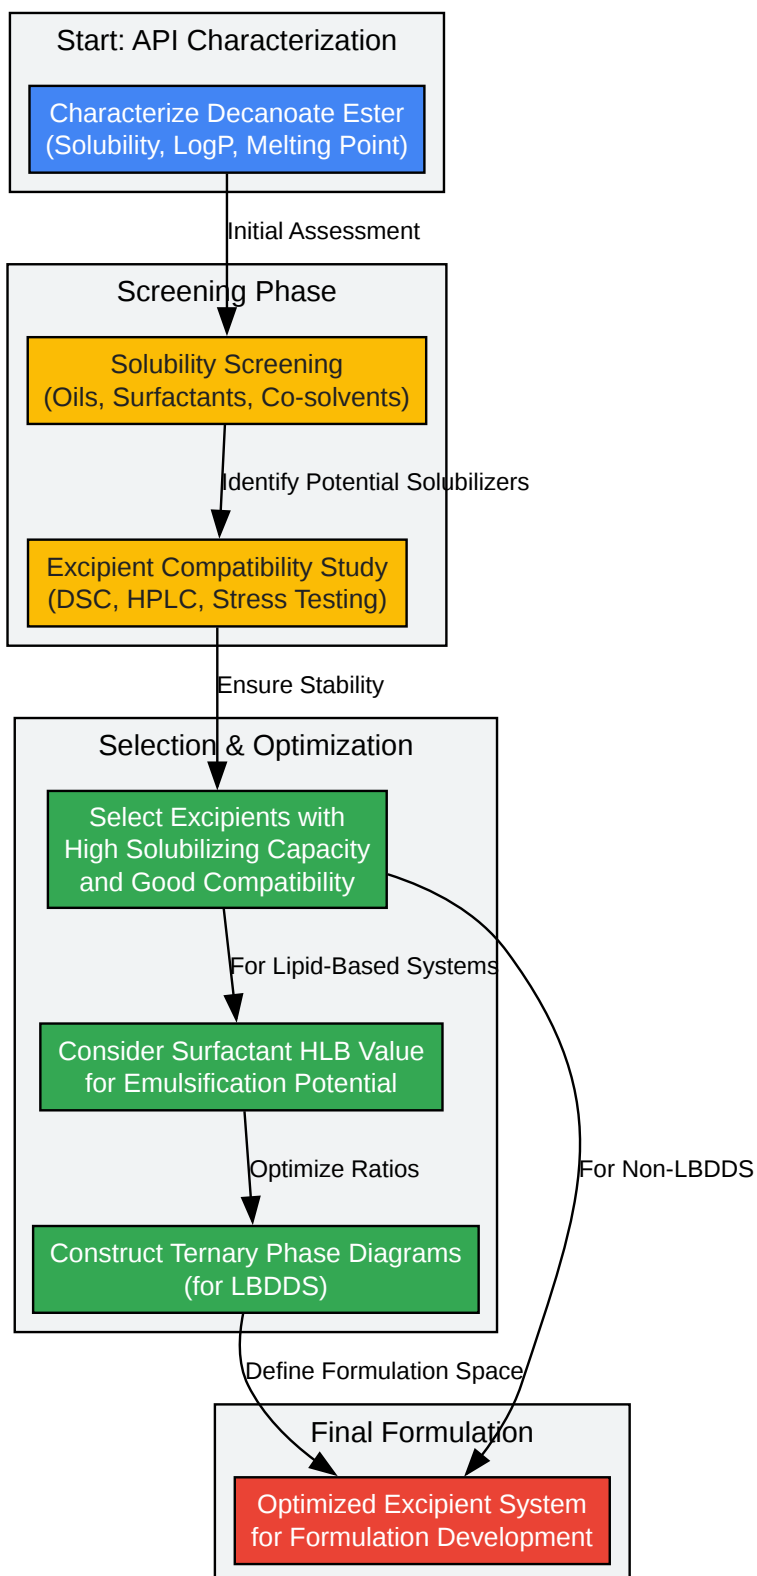 Start: API Characterization
Characterize Decanoate Ester
(Solubility, LogP, Melting Point)
Initial Assessment
Screening Phase
Solubility Screening
(Oils, Surfactants, Co-solvents)
Identify Potential Solubilizers
Excipient Compatibility Study
(DSC, HPLC, Stress Testing)
Ensure Stability
Selection & Optimization
Select Excipients with
High Solubilizing Capacity
and Good Compatibility
For Lipid-Based Systems
Consider Surfactant HLB Value
for Emulsification Potential
Optimize Ratios
For Non-LBDDS
Construct Ternary Phase Diagrams
(for LBDDS)
Define Formulation Space
Final Formulation
Optimized Excipient System
for Formulation Development